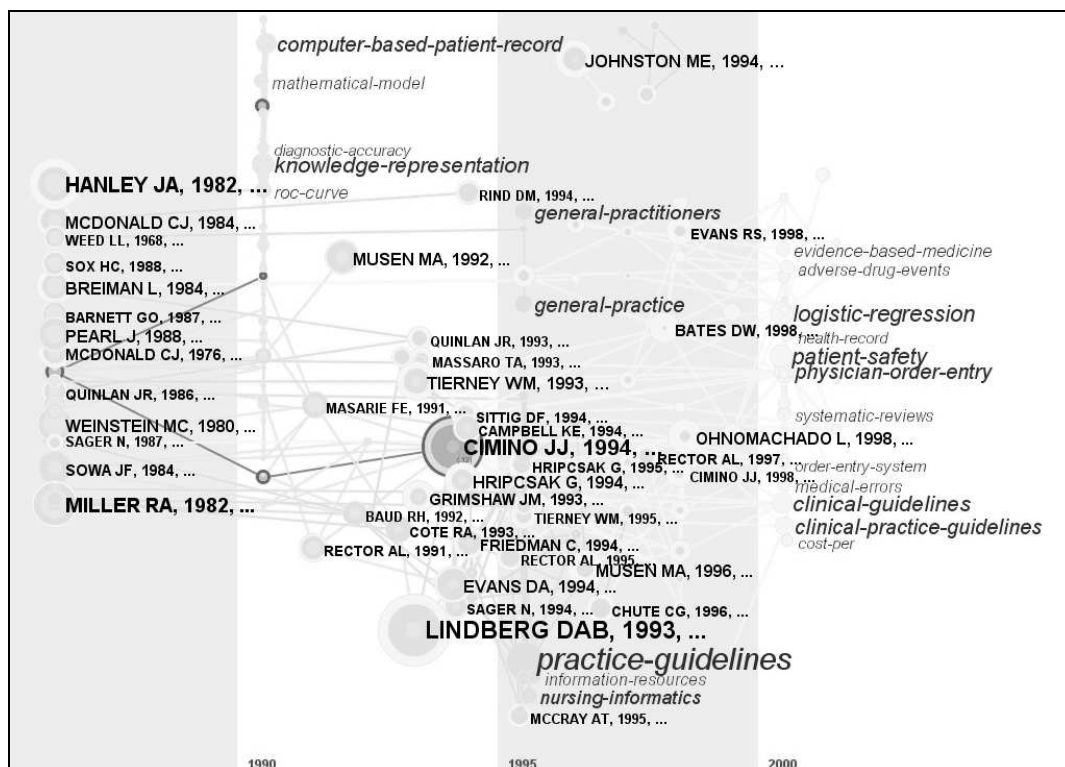 computer-based-patient-record
JOHNSTON ME, 1994, ...
mathematical-model
diagnostic-accuracy
knowledge-representation
HANLEY JA, 1982, ...
roc-curve
RIND DM, 1994, ...
general-practitioners
MCDONALD CJ, 1984, ...
WEED LL, 1968, ...
EVANS RS, 1998, ...
evidence-based-medicine
MUSEN MA, 1992, ...
SOX HC, 1988, ...
adverse-drug-events
BREIMAN L, 1984, ...
general-practice
BARNETT GO, 1987, ...
logistic-regression
PEARL J, 1988, ...
BATES DW, 1998, ...
health-record
QUINLAN JR, 1993, ...
MCDONALD CJ, 1976, ...
patient-safety
MASSARO TA, 1993, ...
physician-order-entry
TIERNEY WM, 1993, ...
QUINLAN JR, 1986, ...
MASARIE FE, 1991, ...
systematic-reviews
SITTIG DF, 1994, ...
WEINSTEIN MC, 1980, ...
CAMPBELL KE, 1994, ...
SAGER N, 1987, ...
OHNOMACHADO L, 1998, ...
CIMINO JJ, 1994, ...
RECTOR AL, 1997, ...
SOWA JF, 1984, ...
HRIPCSAK G, 1995, ...
order-entry-system
CIMINO JJ, 1998, ...
HRIPCSAK G, 1994, ...
medical-errors
GRIMSHAW JM, 1993, ...
MILLER RA, 1982, ...
clinical-guidelines
BAUD RH, 1992, ...
TIERNEY WM, 1995, ...
clinical-practice-guidelines
COTE RA, 1993, ...
cost-per
FRIEDMAN C, 1994, ...
RECTOR AL, 1991, ...
RECTOR AL, 1995, ...
MUSEN MA, 1996, ...
EVANS DA, 1994, ...
SAGER N, 1994, ...
CHUTE CG, 1996, ...
LINDBERG DAB, 1993, ...
practice-guidelines
information-resources
nursing-informatics
MCCRAY AT, 1995, ...
1990
1995
2000